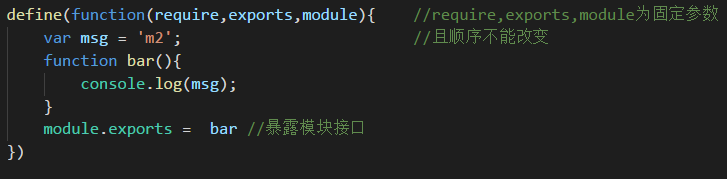 define(function(require,exports,module){    //require,exports,module为固定参数
    var msg = 'm2';                         //且顺序不能改变
    function bar(){
        console.log(msg);
    }
    module.exports =  bar //暴露模块接口
})